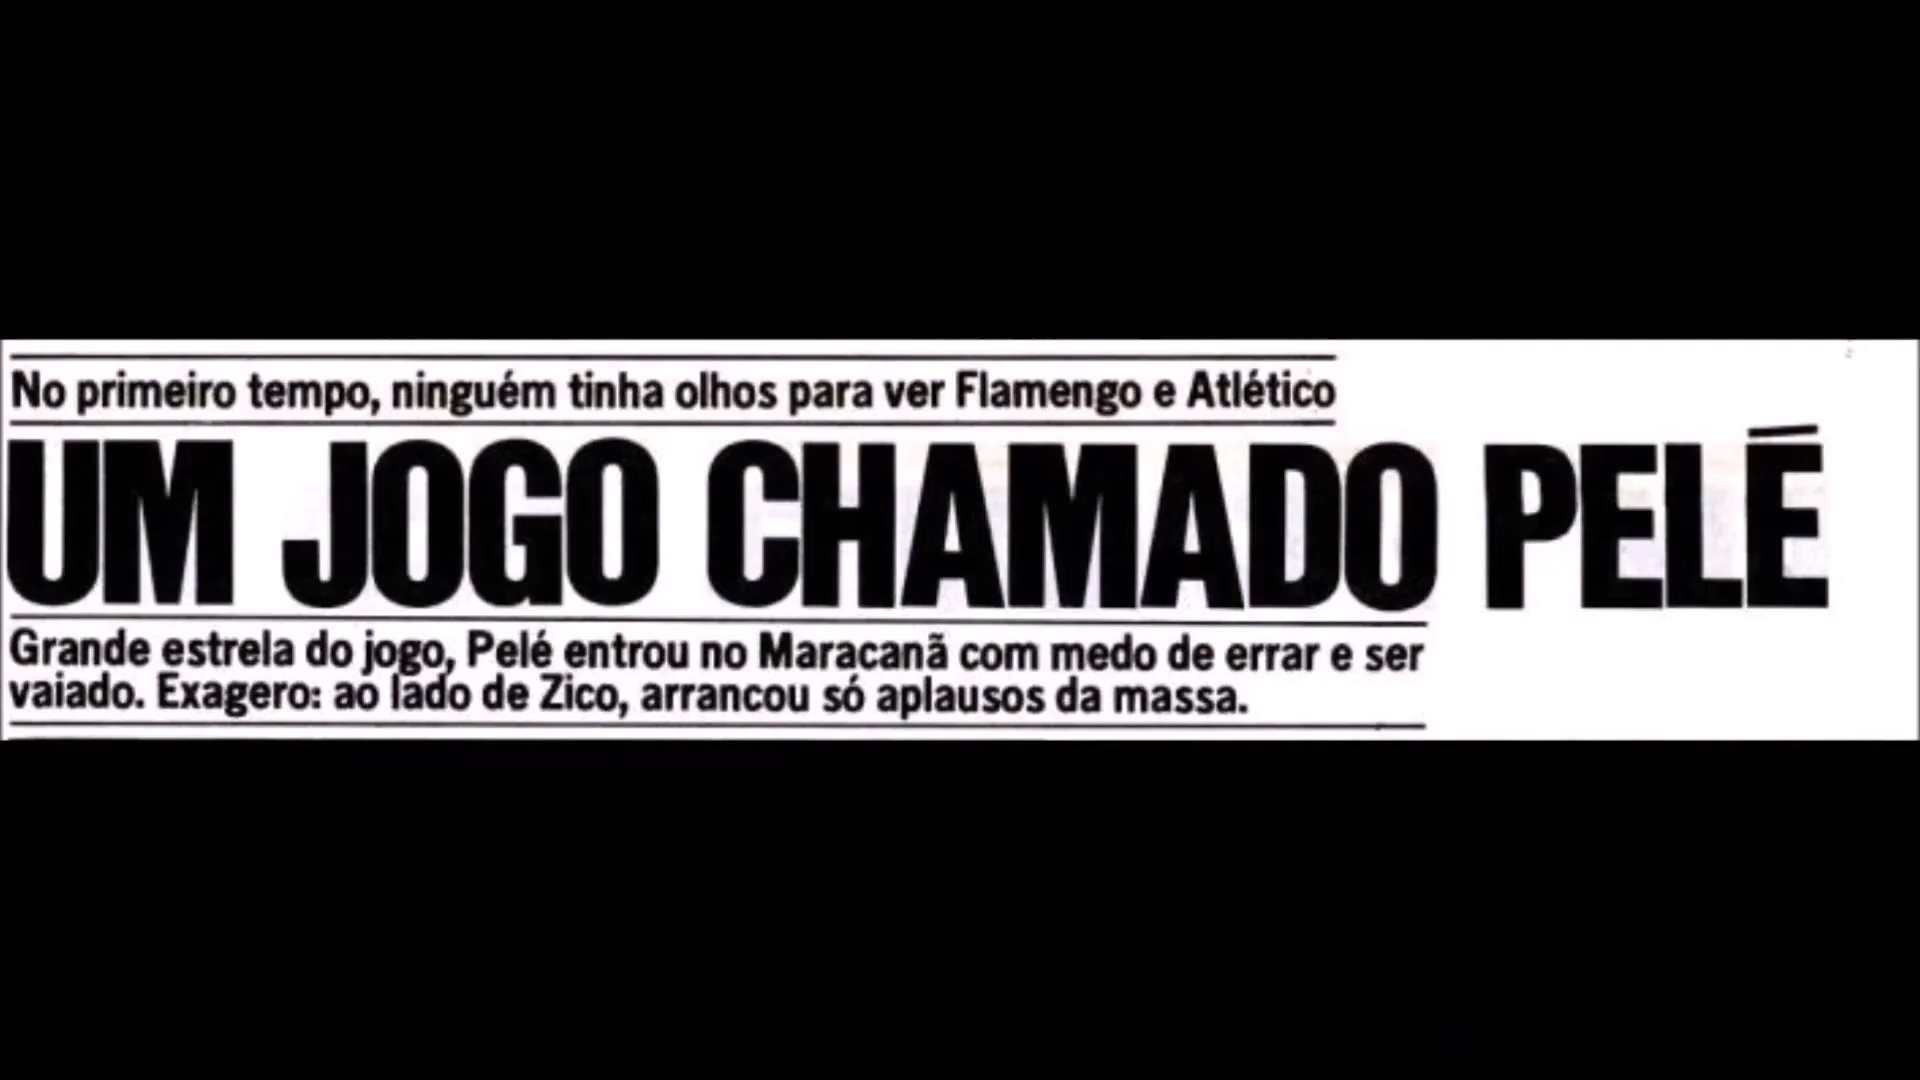 No primeiro tempo, ninguém tinha olhos para ver Flamengo e Atlético
UM JOGO CHAMADO PELÉ
Grande estrela do jogo, Pelé entrou no Maracanã com medo de errar e ser
vaiado. Exagero: ao lado de Zico, arrancou só aplausos da massa.